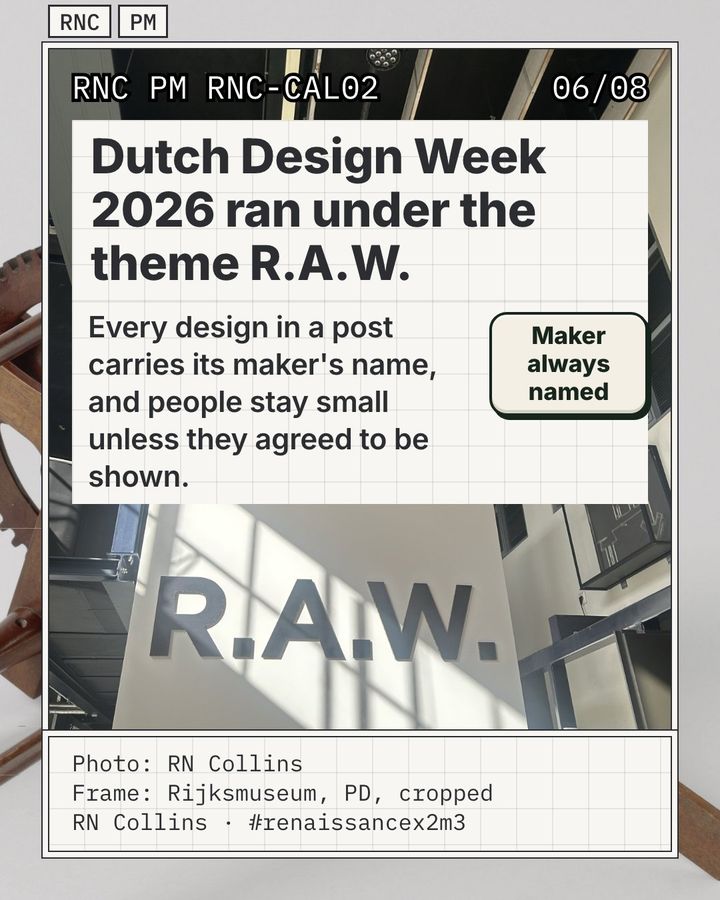 RNC PM
RNC PM RNC-CAL02 06/08
Dutch Design Week
2026 ran under the
theme R.A.W.
Every design in a post
carries its maker's name,
and people stay small
unless they agreed to be
shown.
Maker
always
named
R.A.W.
Photo: RN Collins
Frame: Rijksmuseum, PD, cropped
RN Collins · #renaissancex2m3